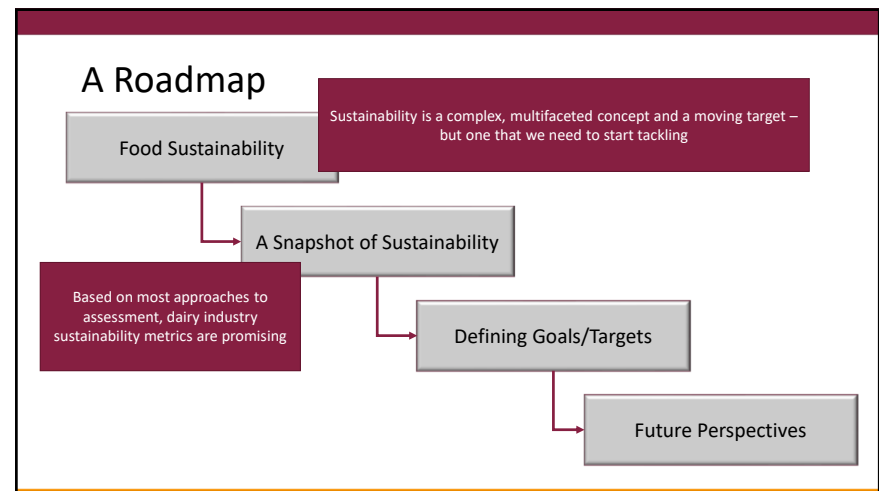 A Roadmap
Sustainability is a complex, multifaceted concept and a moving target –
but one that we need to start tackling
Food Sustainability
A Snapshot of Sustainability
Based on most approaches to
assessment, dairy industry
sustainability metrics are promising
Defining Goals/Targets
Future Perspectives